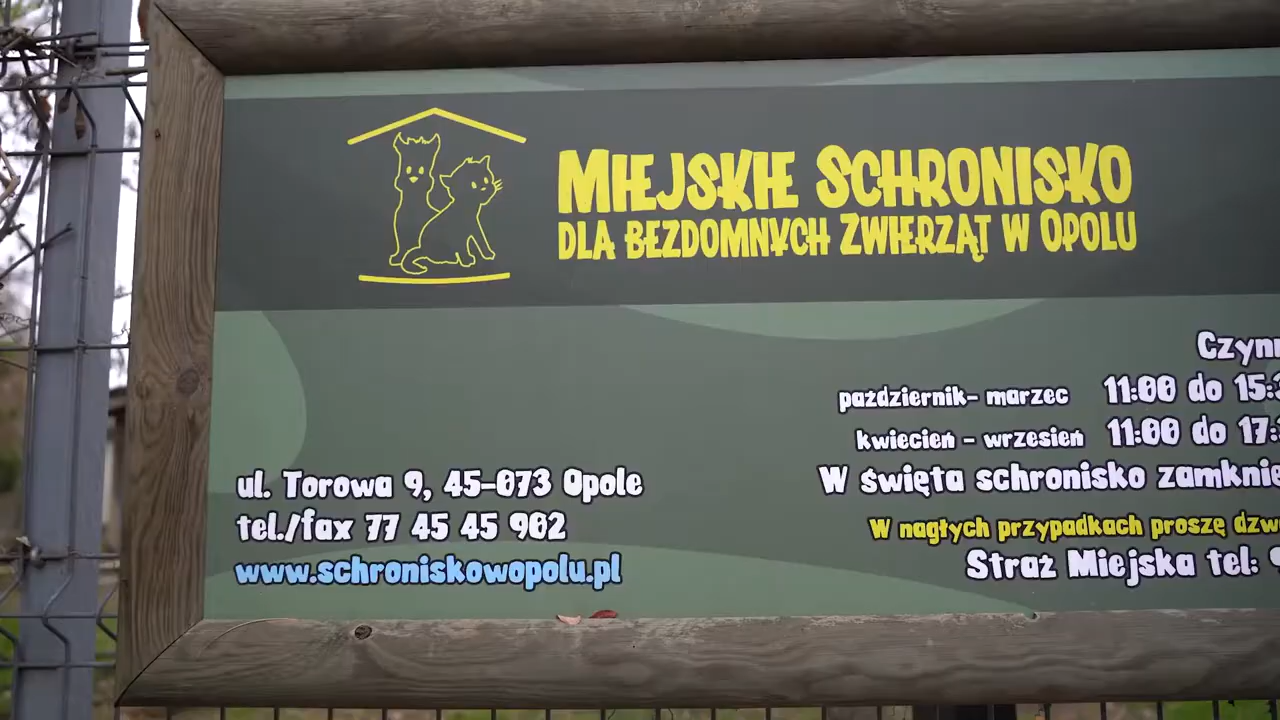 Miejskie Schronisko
dla bezdomnych zwierząt w Opolu
październik- marzec 11:00 do
kwiecień - wrzesień 11:00 do
W święta schronisko
W nagłych przypadkach proszę
Straż Miejska tel:
ul. Torowa 9, 45-073 Opole
tel./fax 77 45 45 902
www.schroniskowopolu.pl